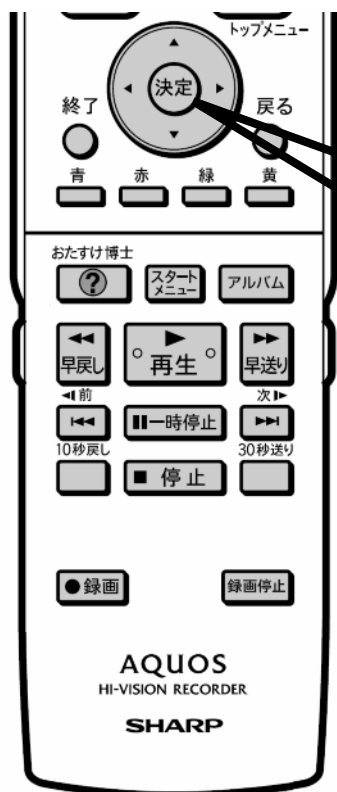 トップメニュー
決定
終了
戻る
青 赤 緑 黄
おたすけ博士
? スタートメニュー アルバム
早戻し 再生 早送り
前 次
一時停止
10秒戻し 30秒送り
停止
録画 録画停止
AQUOS
HI-VISION RECORDER
SHARP